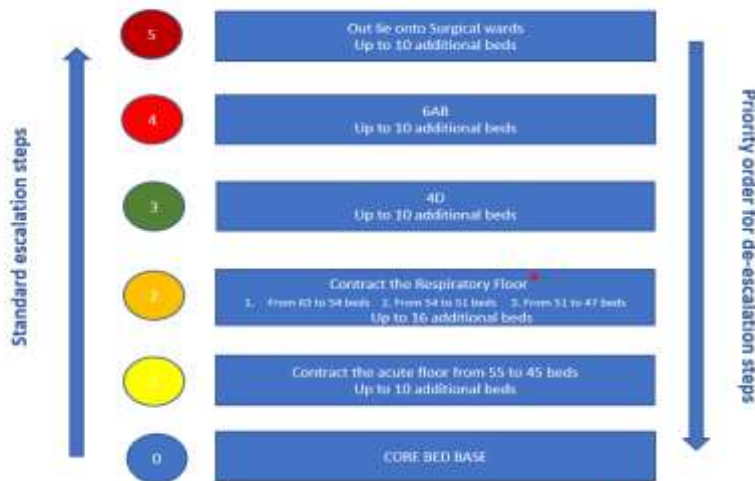 Standard escalation steps
5
Out lie onto Surgical wards
Up to 10 additional beds
4
6AB
Up to 10 additional beds
3
4D
Up to 10 additional beds
2
Contract the Respiratory Floor *
1. From 63 to 54 beds 2. From 54 to 51 beds 3. From 51 to 47 beds
Up to 16 additional beds
1
Contract the acute floor from 55 to 45 beds
Up to 10 additional beds
0
CORE BED BASE
Priority order for de-escalation steps